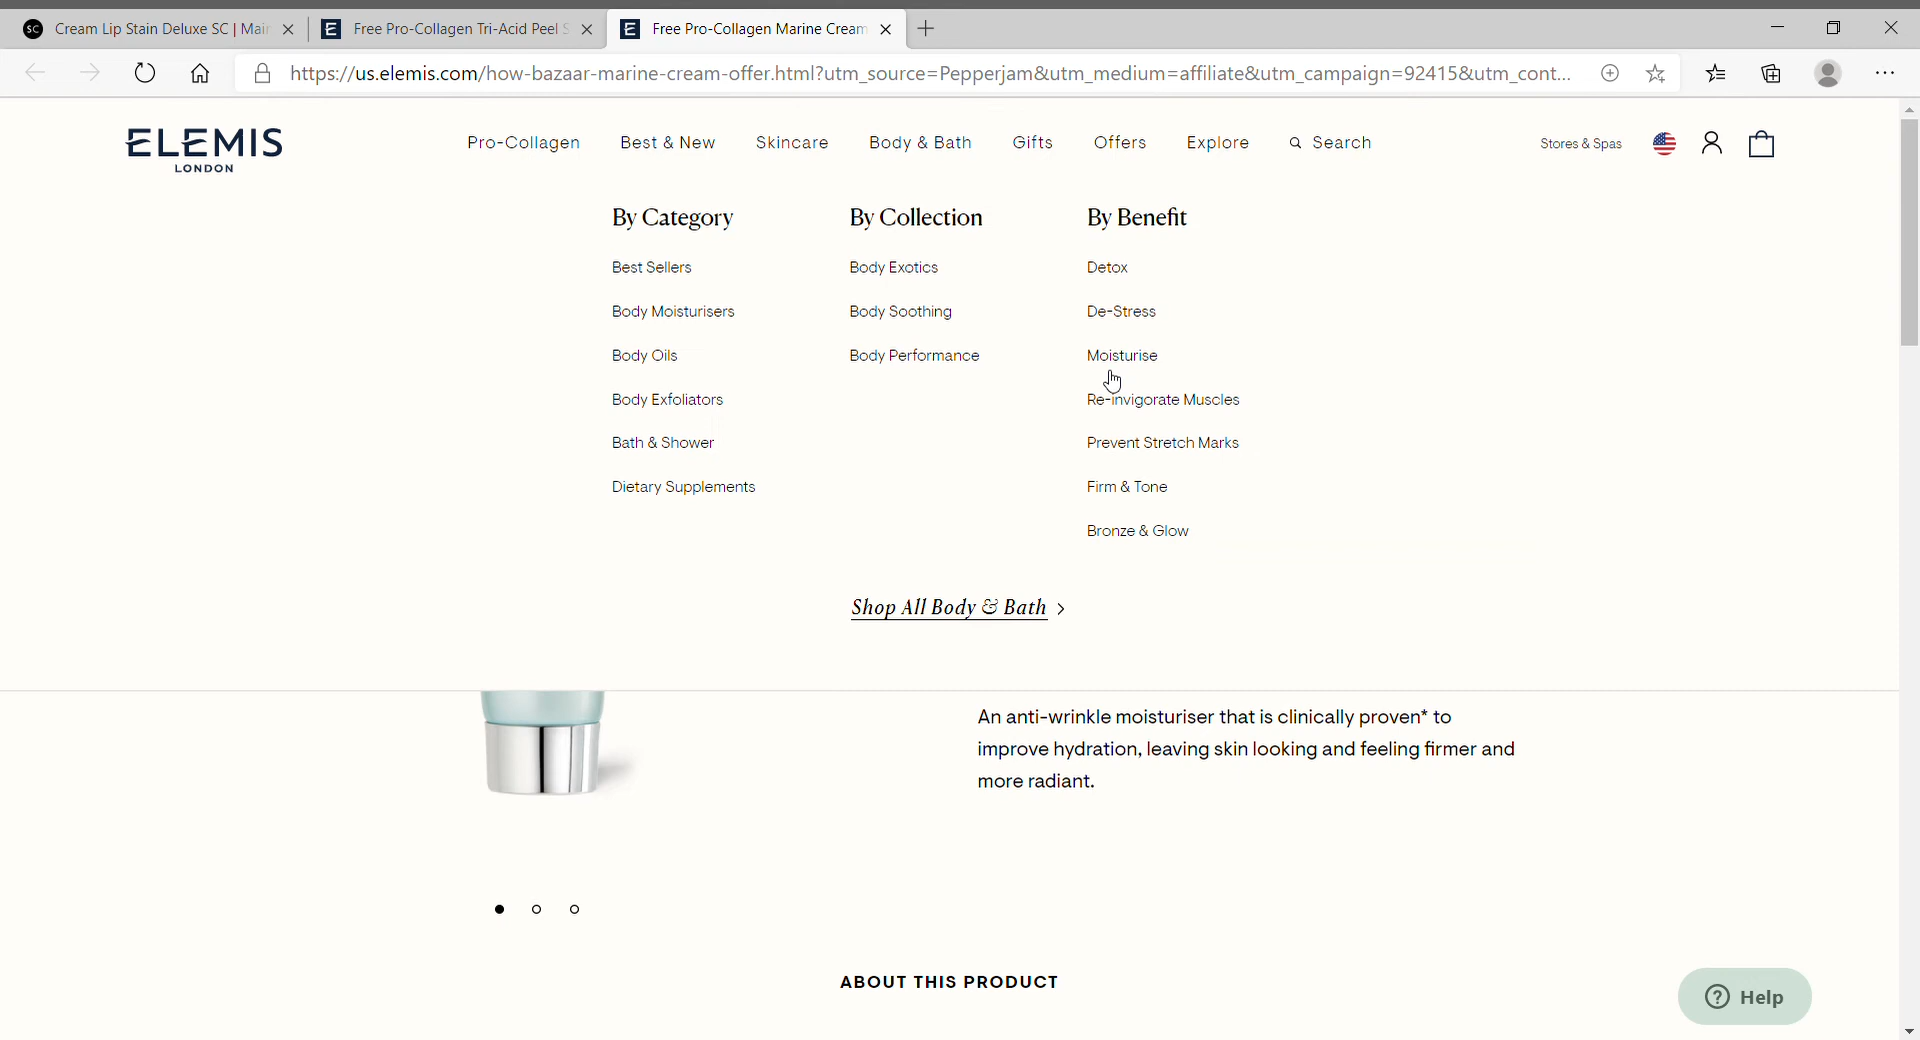 SC Cream Lip Stain Deluxe SC | Mai
E Free Pro-Collagen Tri-Acid Peel S
E Free Pro-Collagen Marine Cream
https://us.elemis.com/how-bazaar-marine-cream-offer.html?utm_source=Pepperjam&utm_medium=affiliate&utm_campaign=92415&utm_cont...
ELEMIS
LONDON
Pro-Collagen Best & New Skincare Body & Bath Gifts Offers Explore Search Stores & Spas
By Category
Best Sellers
Body Moisturisers
Body Oils
Body Exfoliators
Bath & Shower
Dietary Supplements
By Collection
Body Exotics
Body Soothing
Body Performance
By Benefit
Detox
De-Stress
Moisturise
Re-invigorate Muscles
Prevent Stretch Marks
Firm & Tone
Bronze & Glow
Shop All Body & Bath >
An anti-wrinkle moisturiser that is clinically proven* to
improve hydration, leaving skin looking and feeling firmer and
more radiant.
ABOUT THIS PRODUCT
? Help